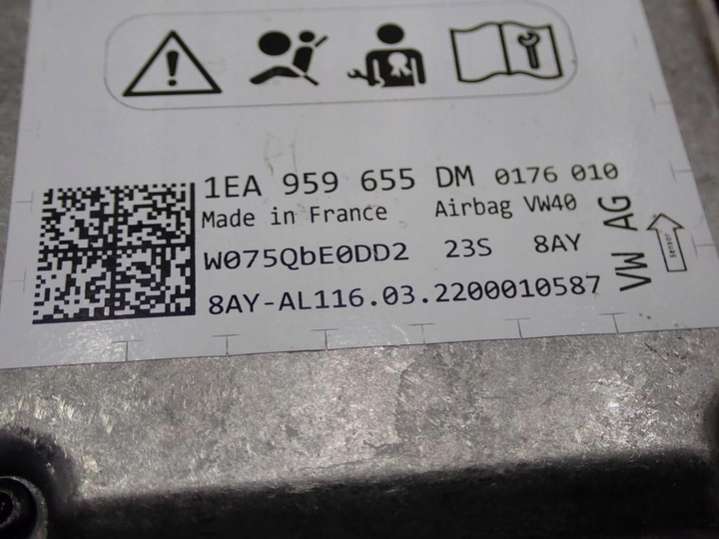 1EA 959 655 DM 0176 010
Made in France Airbag VW40
W075QbE0DD2 23S 8AY
8AY-AL116.03.2200010587
VW AG
Sensor